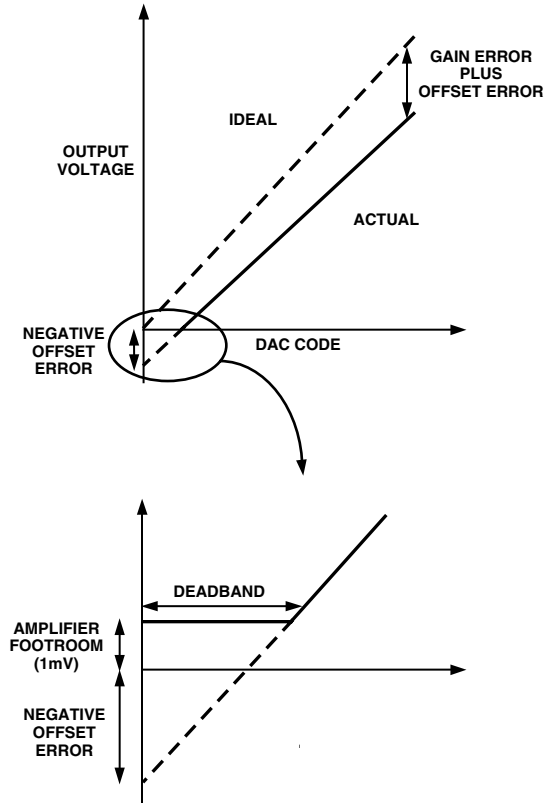 GAIN ERROR
PLUS
OFFSET ERROR
IDEAL
OUTPUT
VOLTAGE
ACTUAL
NEGATIVE
OFFSET
ERROR
DAC CODE
DEADBAND
AMPLIFIER
FOOTROOM
(1mV)
NEGATIVE
OFFSET
ERROR